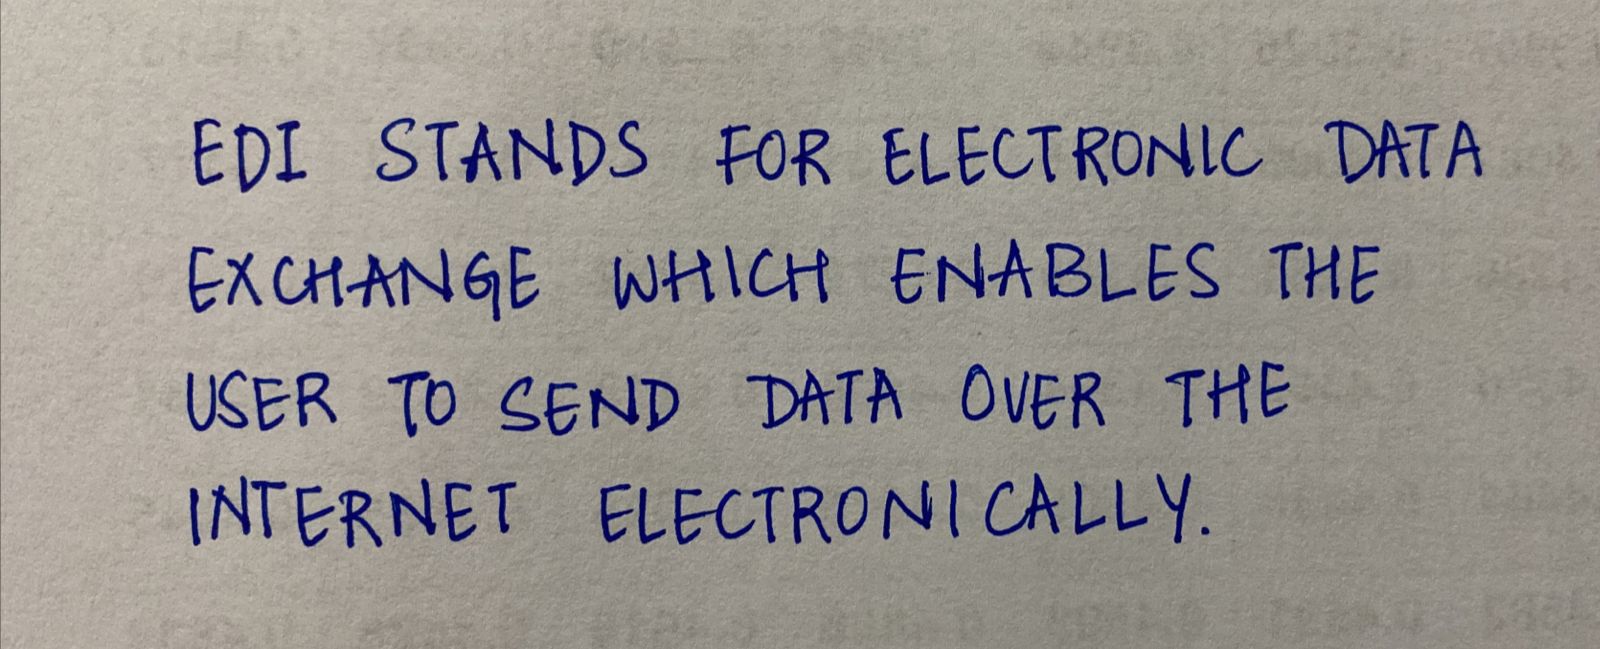 EDI STANDS FOR ELECTRONIC DATA
EXCHANGE WHICH ENABLES THE
USER TO SEND DATA OVER THE
INTERNET ELECTRONICALLY.